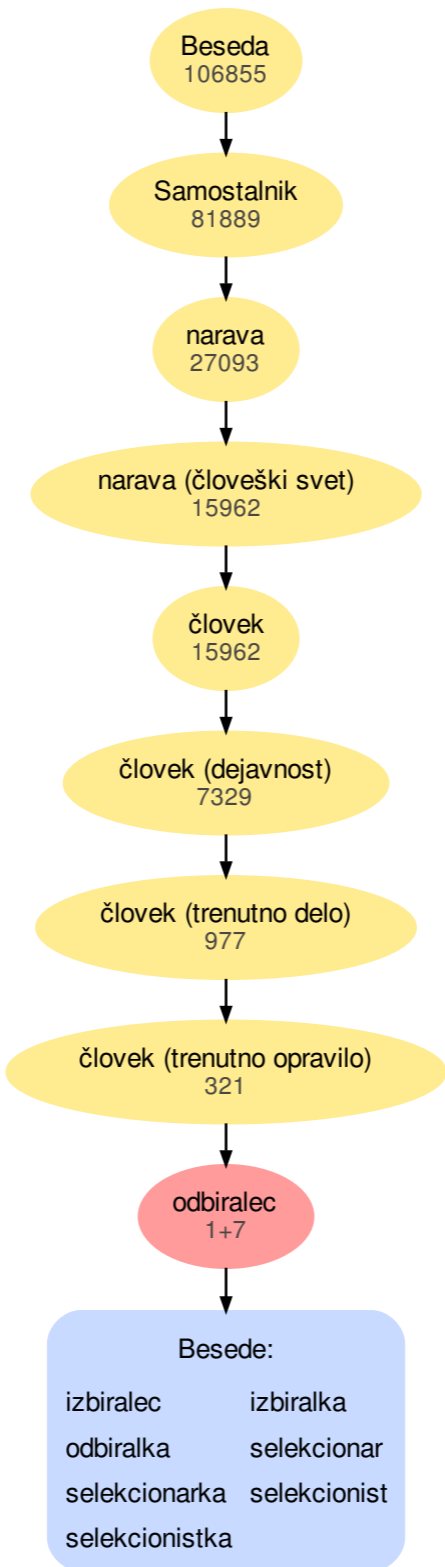 Beseda
106855
Samostalnik
81889
narava
27093
narava (človeški svet)
15962
človek
15962
človek (dejavnost)
7329
človek (trenutno delo)
977
človek (trenutno opravilo)
321
odbiralec
1+7
Besede:
izbiralec izbiralka
odbiralka selekcionar
selekcionarka selekcionist
selekcionistka